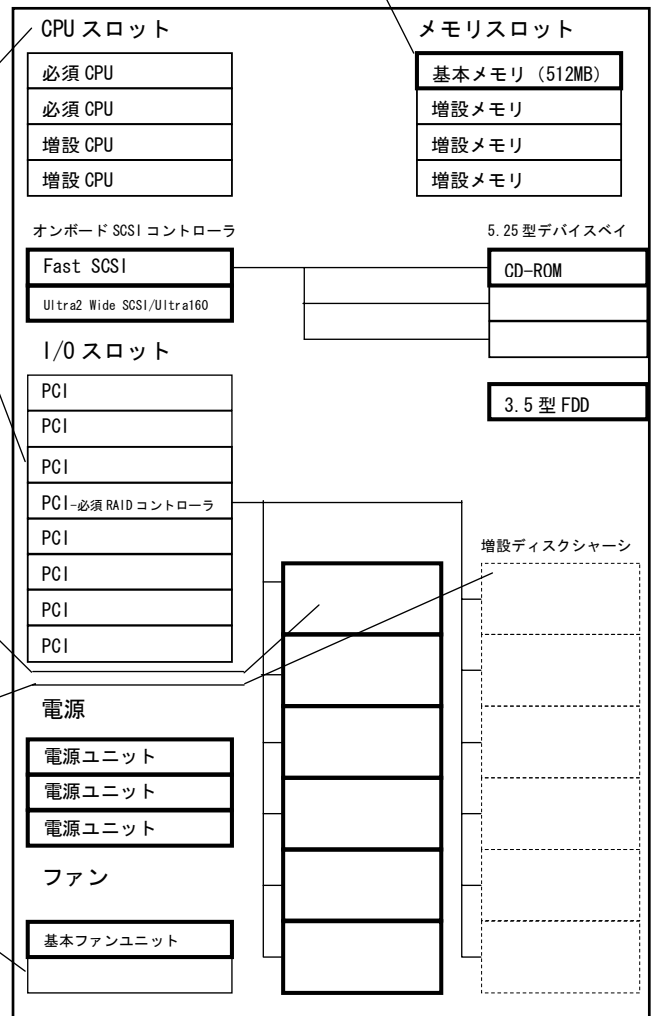 CPU スロット
必須 CPU
必須 CPU
増設 CPU
増設 CPU
メモリスロット
基本メモリ（512MB）
増設メモリ
増設メモリ
増設メモリ
オンボード SCSI コントローラ
Fast SCSI
Ultra2 Wide SCSI/Ultra160
5.25 型デバイスベイ
CD-ROM
3.5 型 FDD
I/O スロット
PCI
PCI
PCI
PCI-必須 RAID コントローラ
PCI
PCI
PCI
PCI
増設ディスクシャーシ
電源
電源ユニット
電源ユニット
電源ユニット
ファン
基本ファンユニット